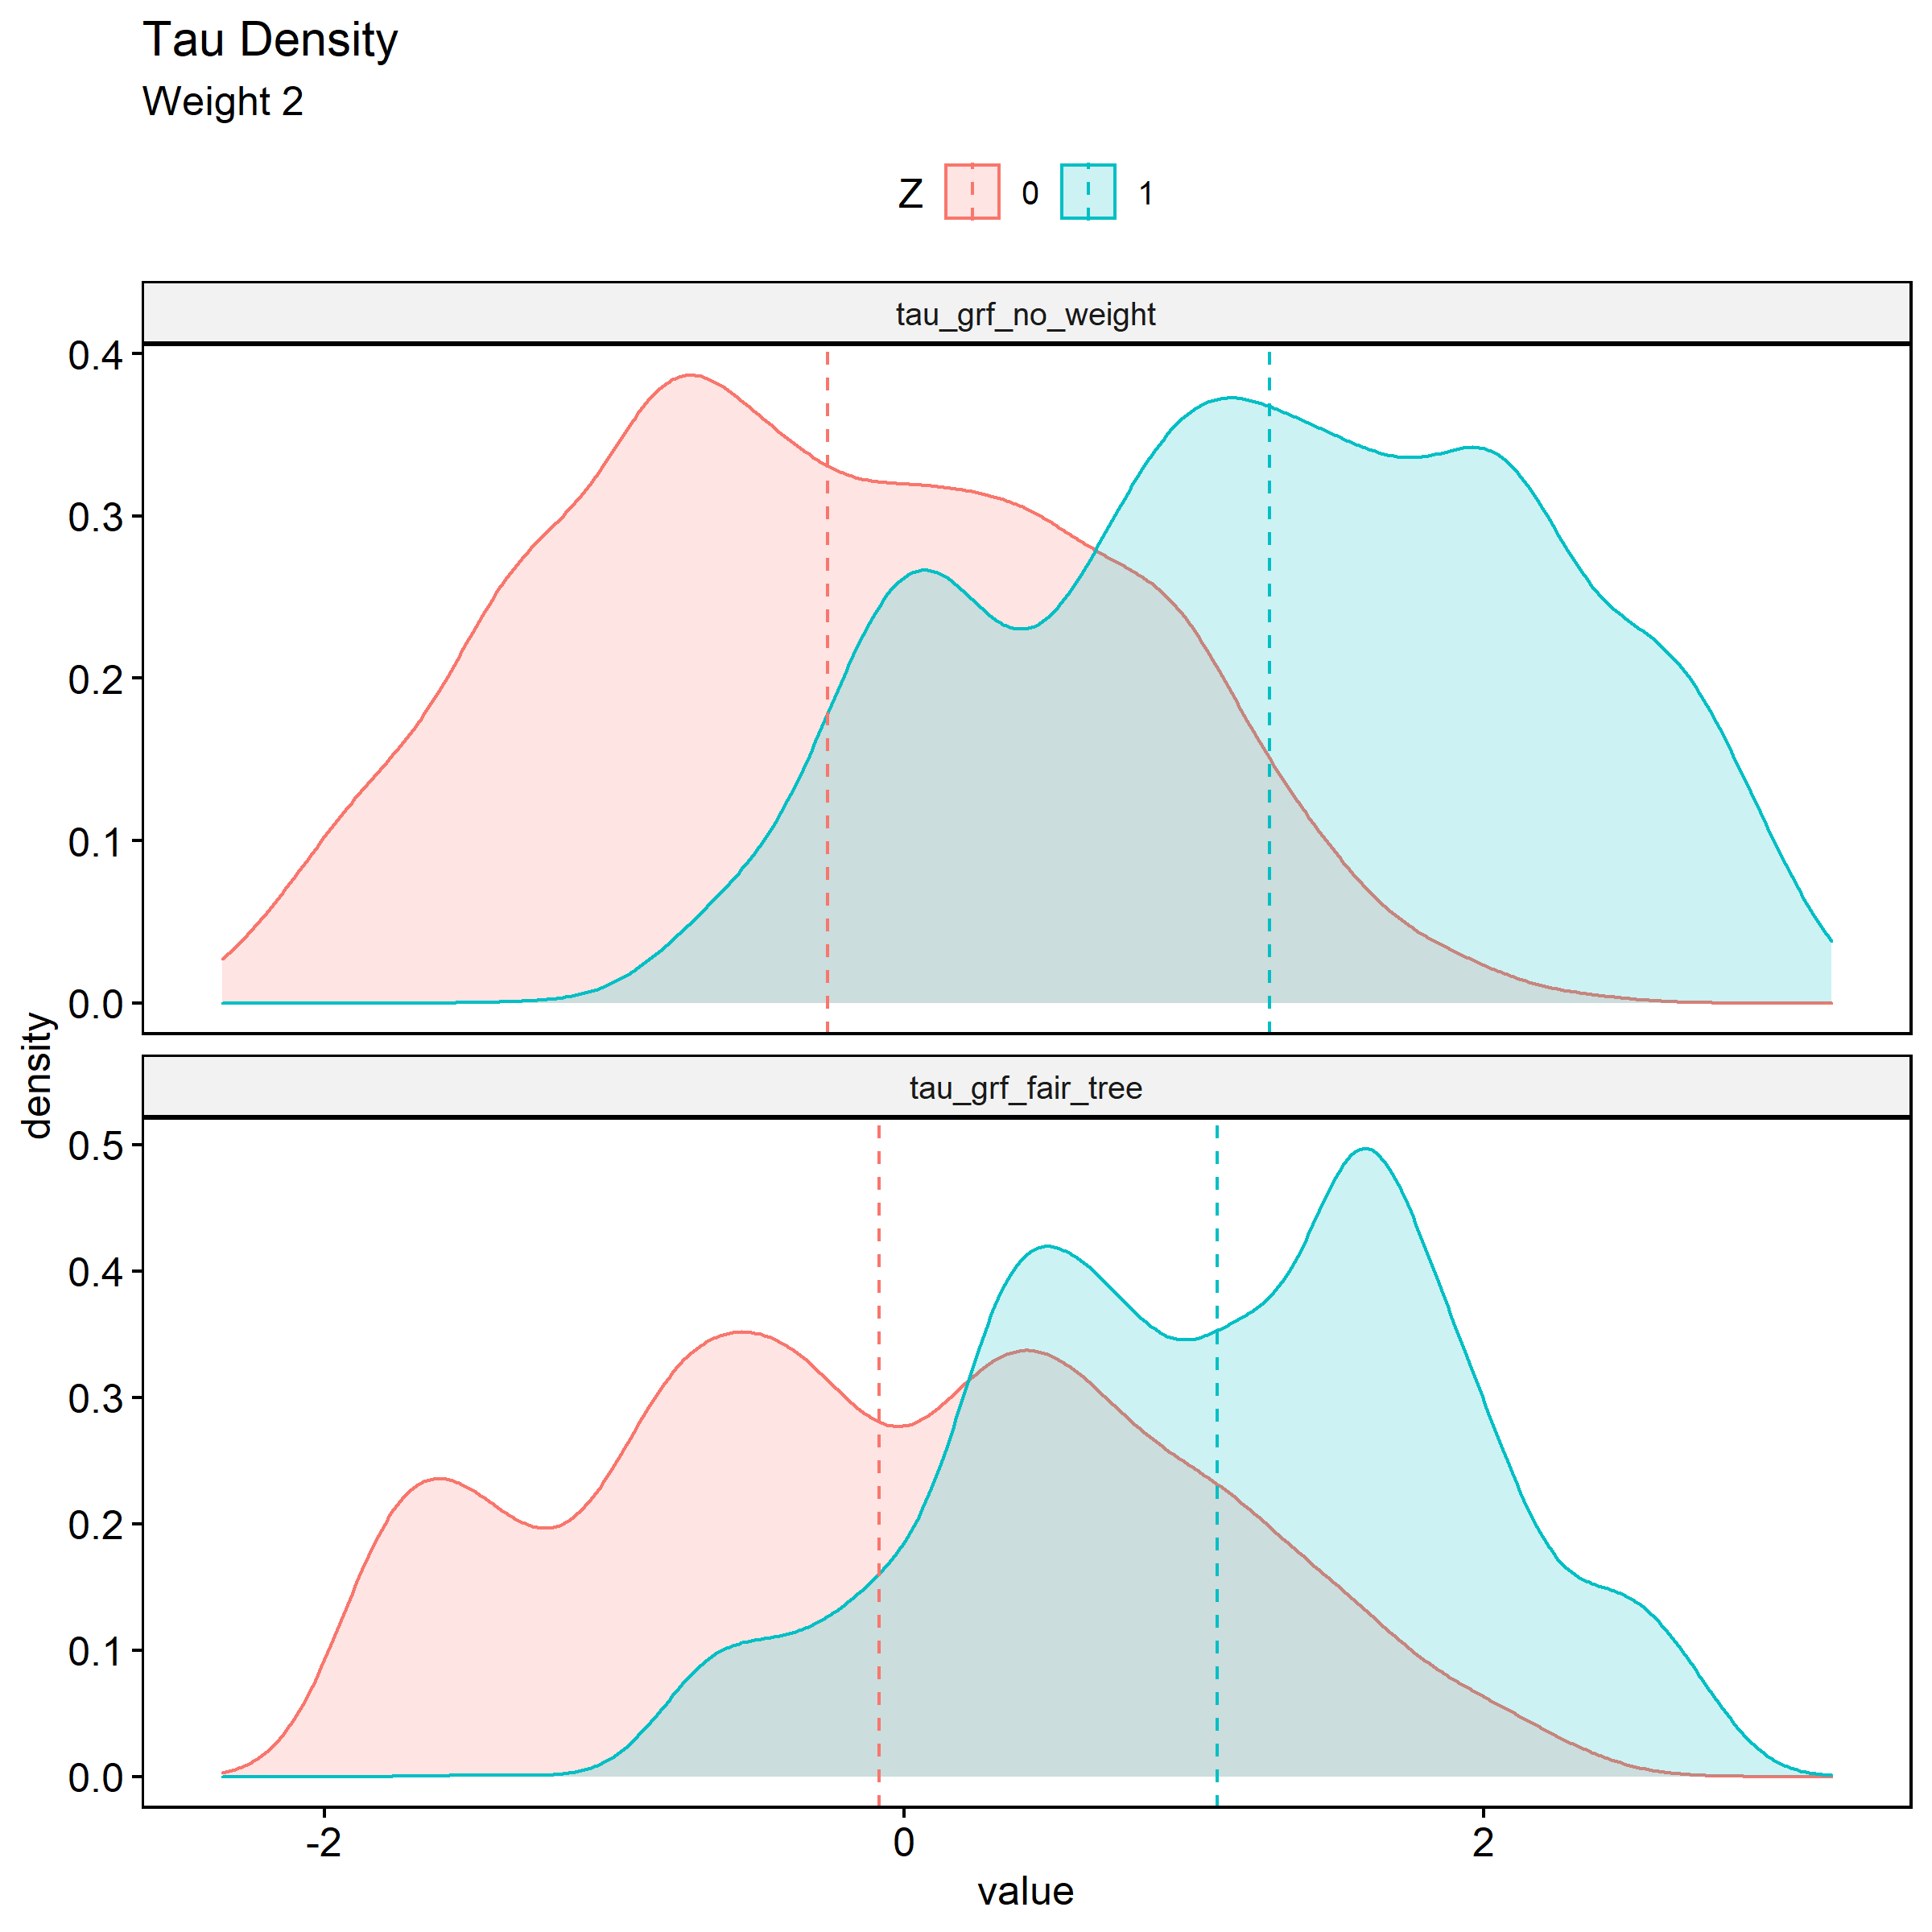 Tau Density
Weight 2
Z 0 1
tau_grf_no_weight
0.4
0.3
0.2
0.1
0.0
density
tau_grf_fair_tree
0.5
0.4
0.3
0.2
0.1
0.0
-2 0 2
value